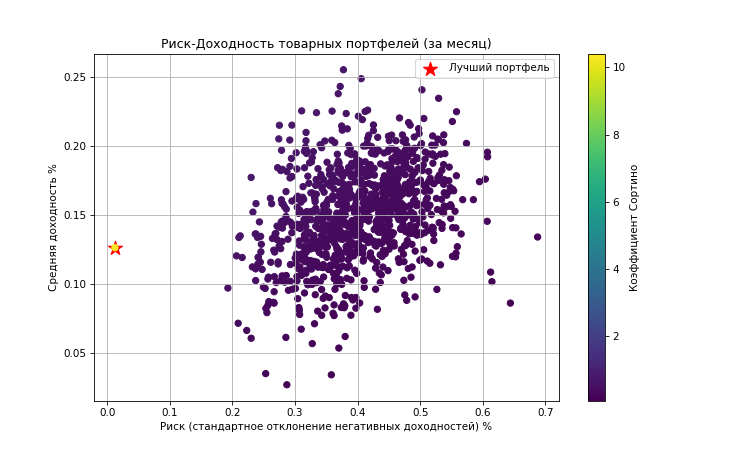 Риск-Доходность товарных портфелей (за месяц)
Лучший портфель
Средняя доходность %
0.25
0.20
0.15
0.10
0.05
0.0 0.1 0.2 0.3 0.4 0.5 0.6 0.7
Риск (стандартное отклонение негативных доходностей) %
10
8
6
4
2
Коэффициент Сортино